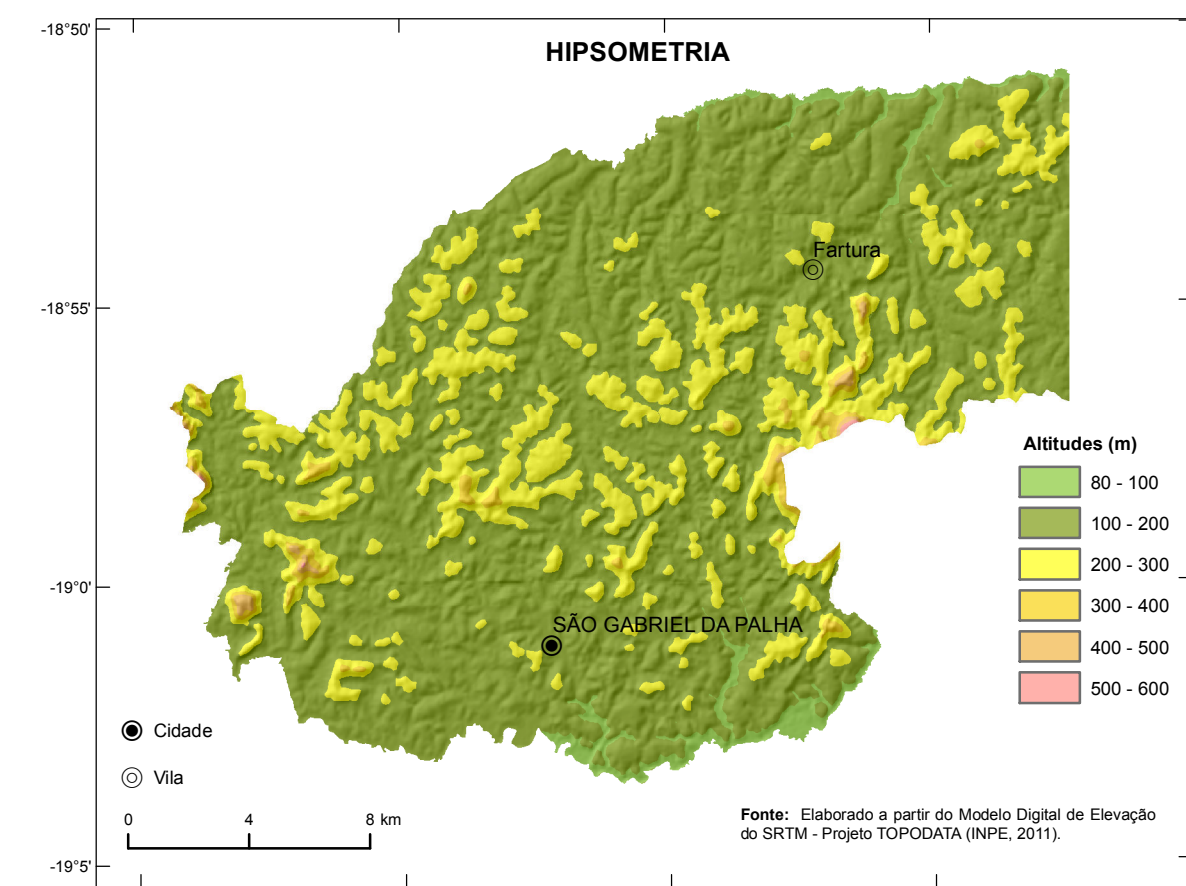 -18°50'
HIPSOMETRIA
Fartura
-18°55'
Altitudes (m)
80 - 100
100 - 200
200 - 300
300 - 400
400 - 500
500 - 600
-19°0'
SÃO GABRIEL DA PALHA
Cidade
Vila
0 4 8 km
Fonte: Elaborado a partir do Modelo Digital de Elevação
do SRTM - Projeto TOPODATA (INPE, 2011).
-19°5'